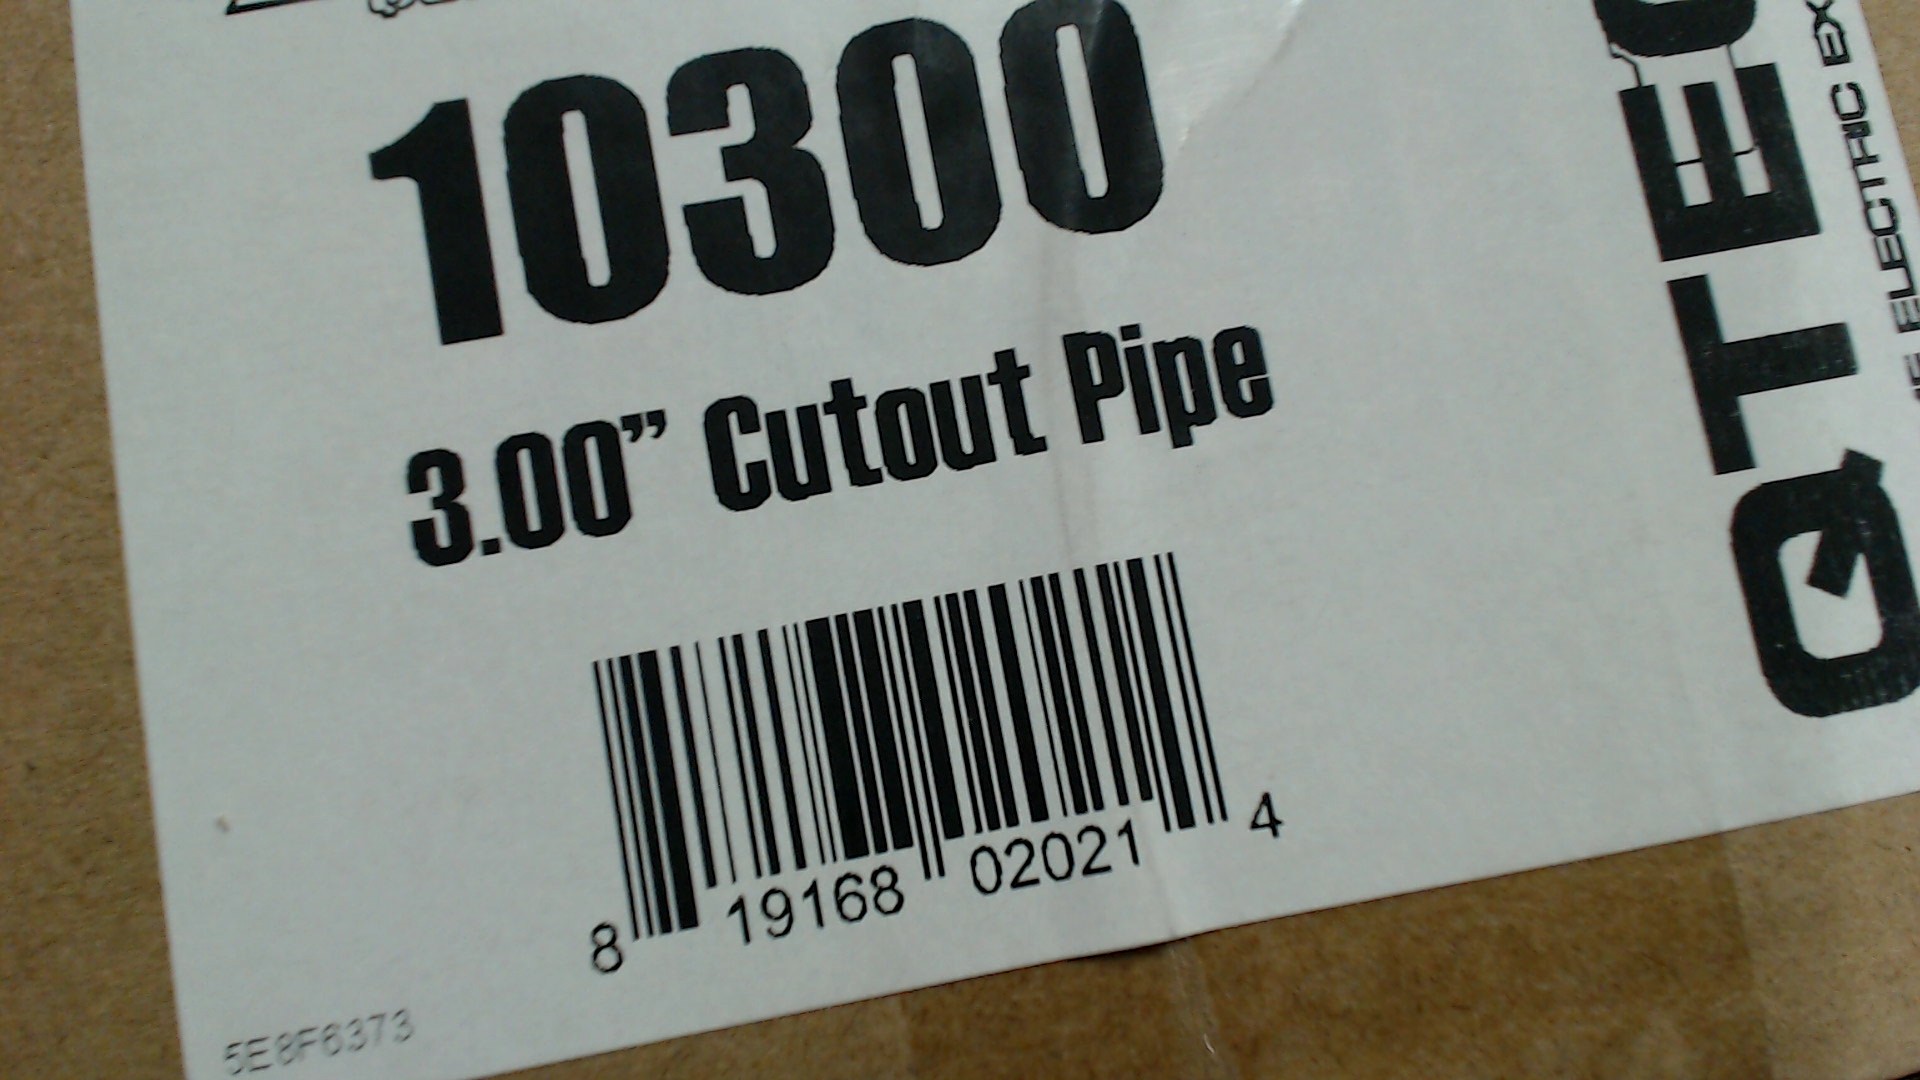 10300
3.00” Cutout Pipe
8 19168 02021 4
5E8F6373
QTEC
ELECTRIC EX